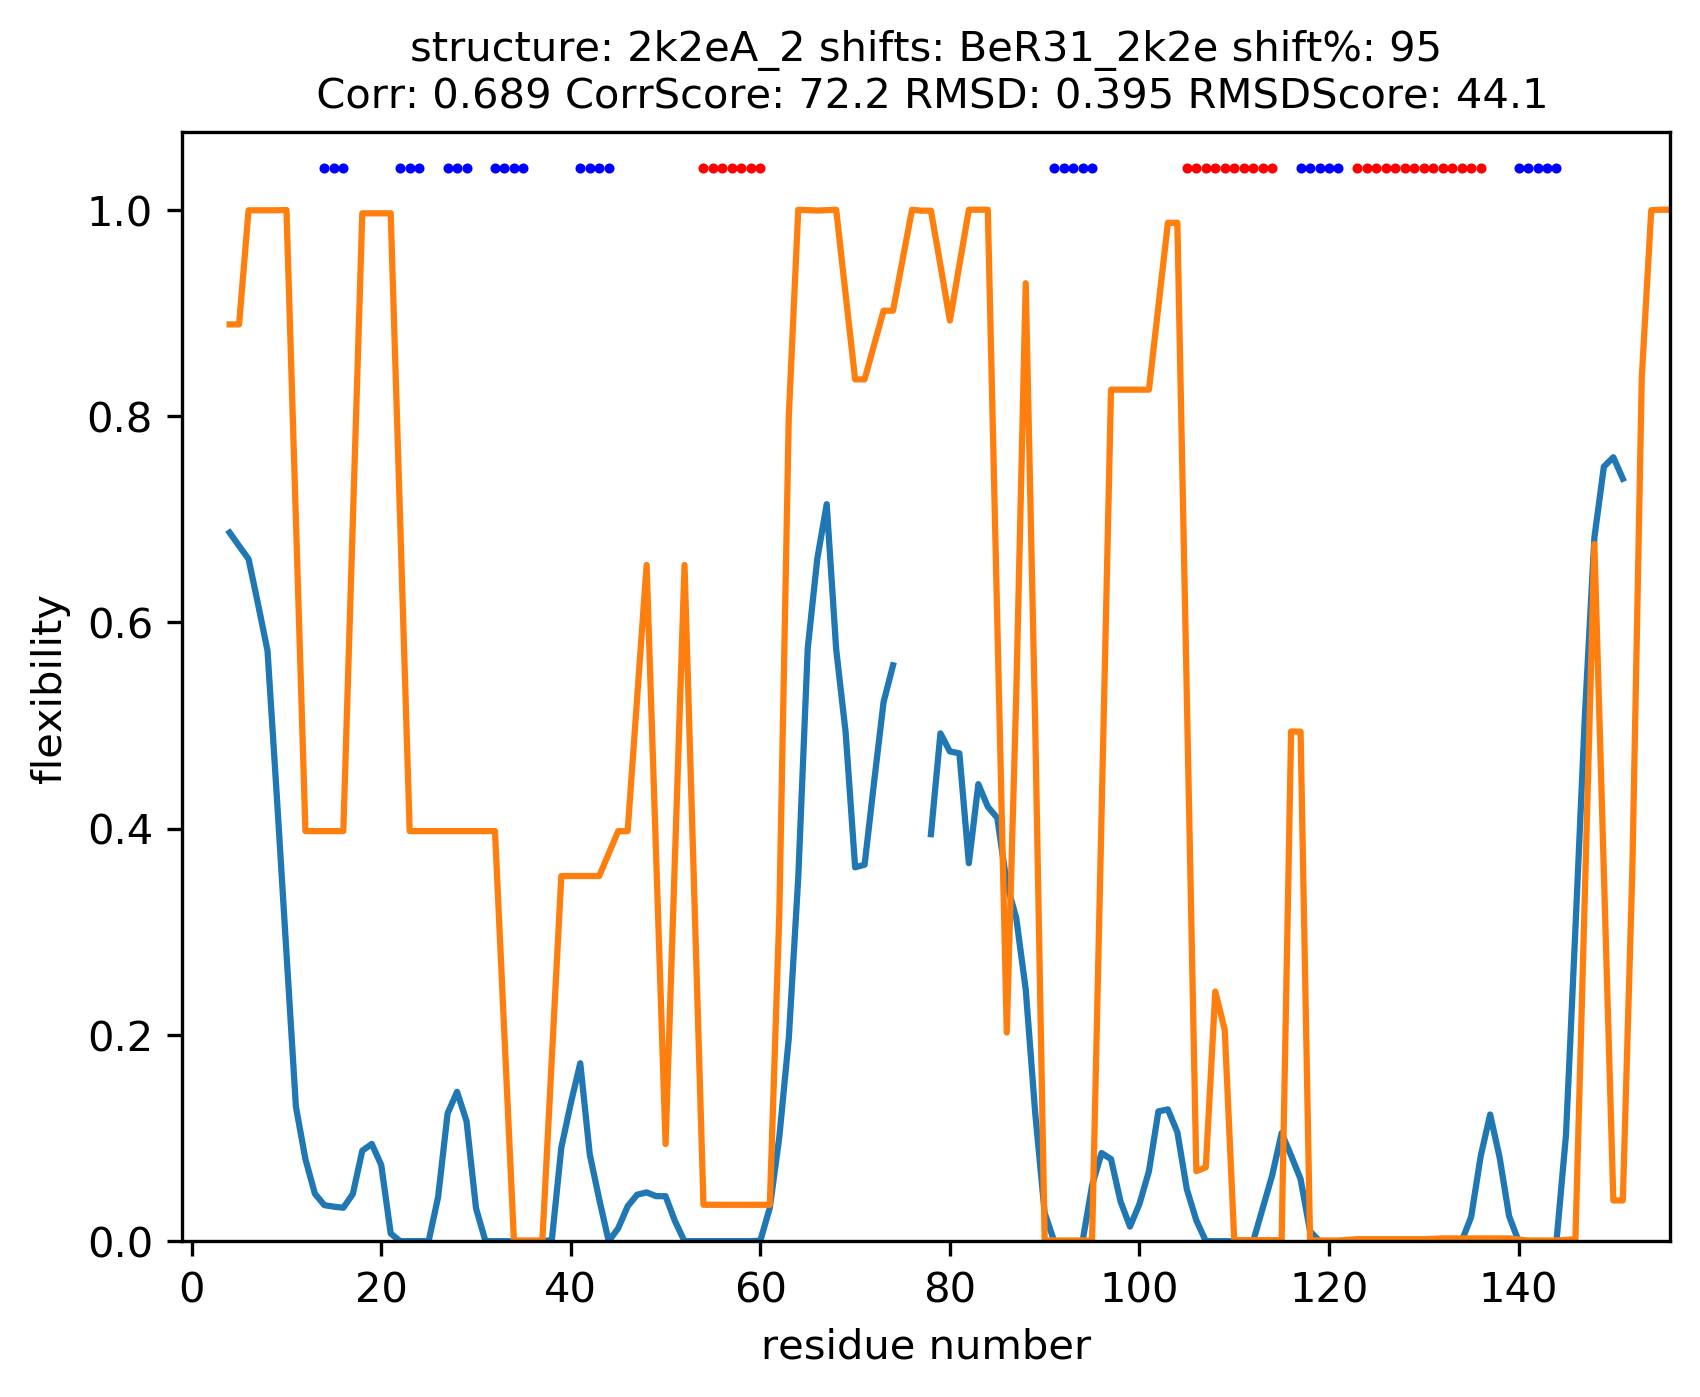 structure: 2k2eA_2 shifts: BeR31_2k2e shift%: 95
Corr: 0.689 CorrScore: 72.2 RMSD: 0.395 RMSDScore: 44.1
1.0
0.8
0.6
0.4
0.2
0.0
flexibility
0 20 40 60 80 100 120 140
residue number